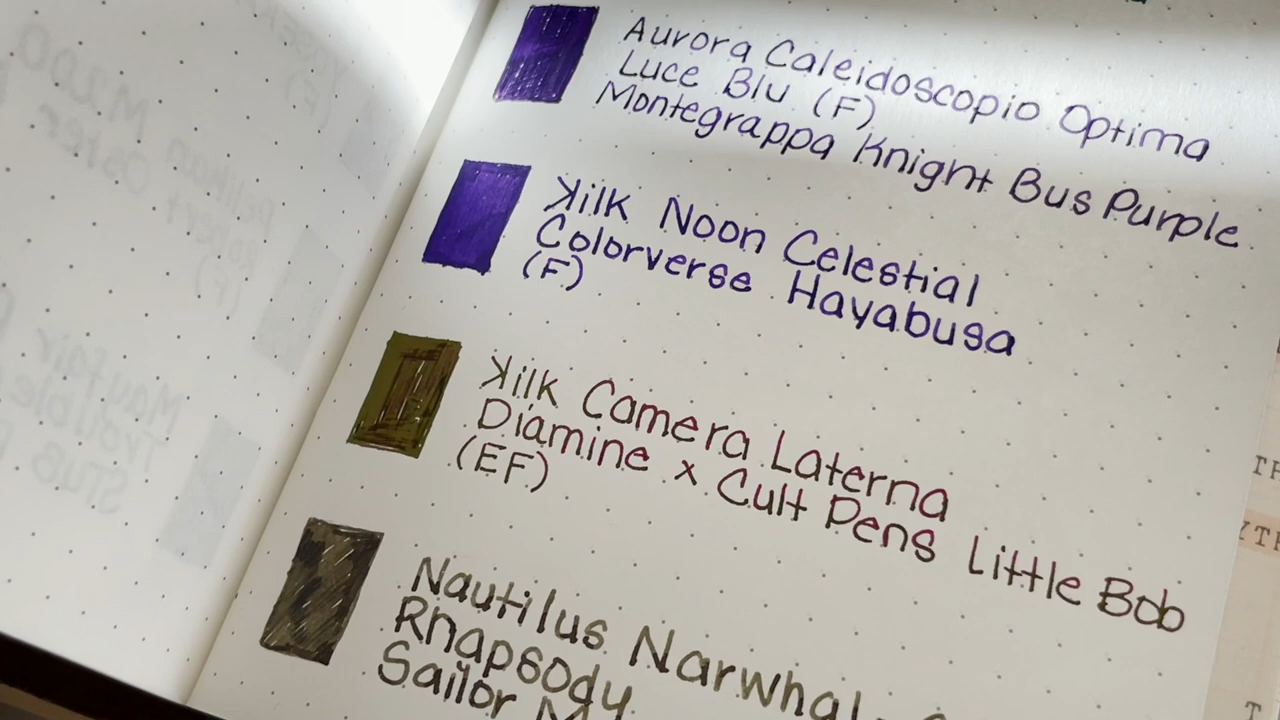 Aurora Caleidoscopio Optima
Luce Blu (F)
Montegrappa Knight Bus Purple
Kilk Noon Celestial
Colorverse Hayabusa
(F)
Kilk Camera Laterna
Diamine x Cult Pens Little Bob
(EF)
Nautilus Narwhal
Rhapsody
Sailor